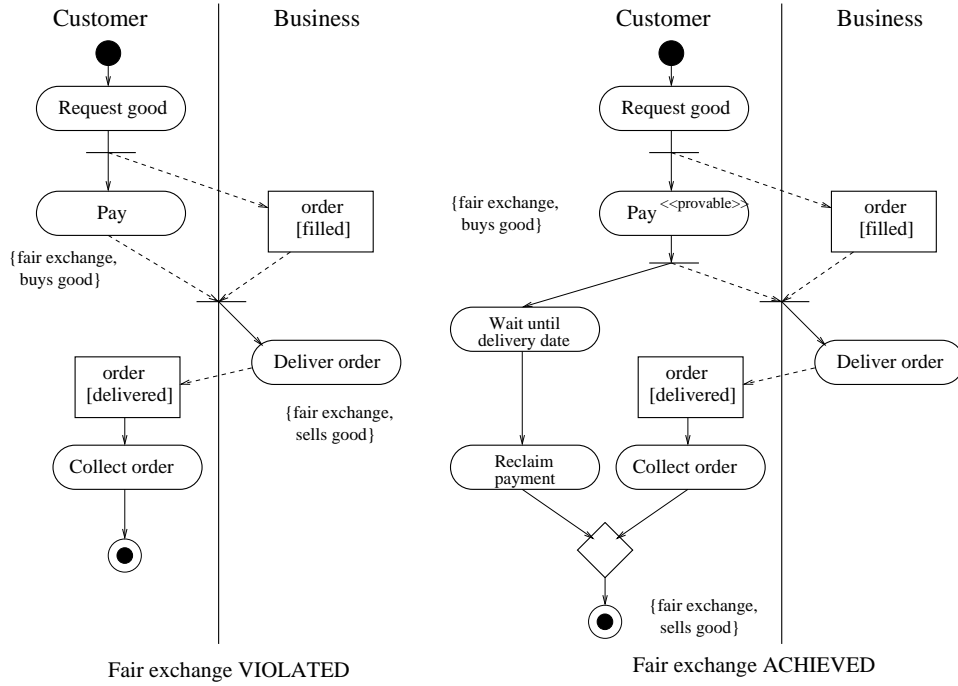 Customer
Business
Request good
Pay
order
[filled]
{fair exchange,
buys good}
Deliver order
order
[delivered]
{fair exchange,
sells good}
Collect order
Fair exchange VIOLATED
Customer
Business
Request good
Pay <<provable>>
{fair exchange,
buys good}
order
[filled]
Wait until
delivery date
Deliver order
order
[delivered]
Reclaim
payment
Collect order
{fair exchange,
sells good}
Fair exchange ACHIEVED